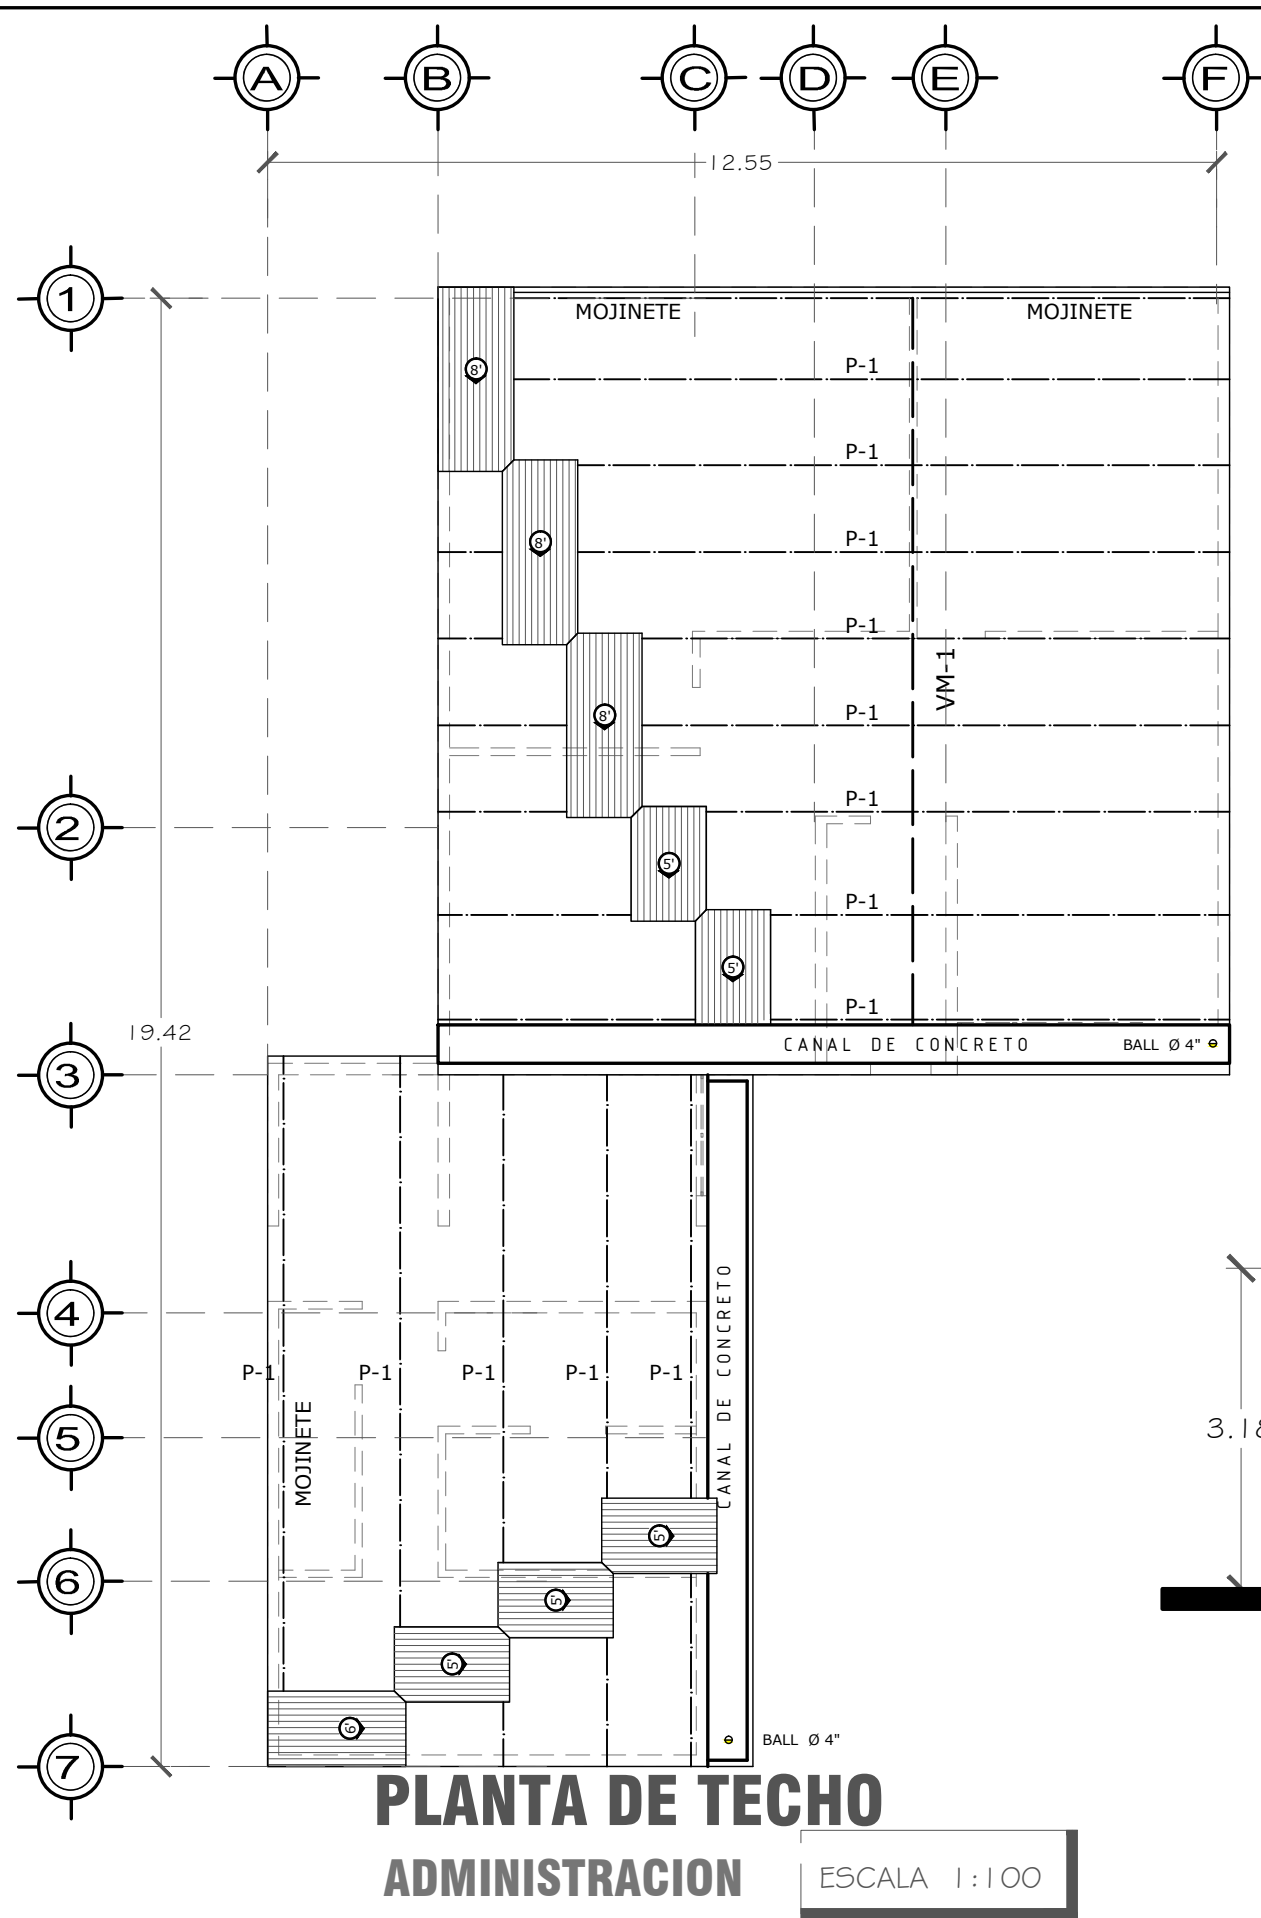 A B C D E F
12.55
1
MOJINETE MOJINETE
P-1
8'
P-1
8'
P-1
P-1
VM-1
8'
P-1
2
P-1
5'
P-1
5'
P-1
19.42
CANAL DE CONCRETO BALL Ø 4"
3
CANAL DE CONCRETO
4
P-1 P-1 P-1 P-1 P-1
MOJINETE
5
3.18
5'
6
5'
5'
6'
BALL Ø 4"
7
PLANTA DE TECHO
ADMINISTRACION
ESCALA 1:100